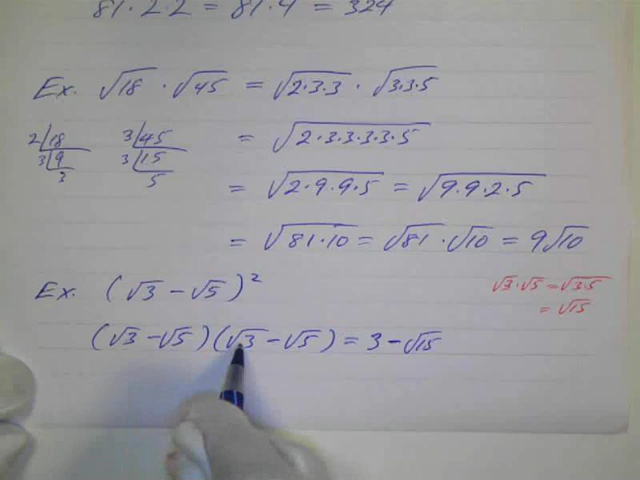 81·2·2 = 81·4 = 324
Ex. √18 · √45 = √2·3·3 · √3·3·5
2 18 3 45 = √2·3·3·3·3·5
3 9 3 15
3 5
= √2·9·9·5 = √9·9·2·5
= √81·10 = √81 · √10 = 9√10
Ex. (√3 − √5)²
√3·√5 = √3·5
= √15
(√3 − √5)(√3 − √5) = 3 − √15